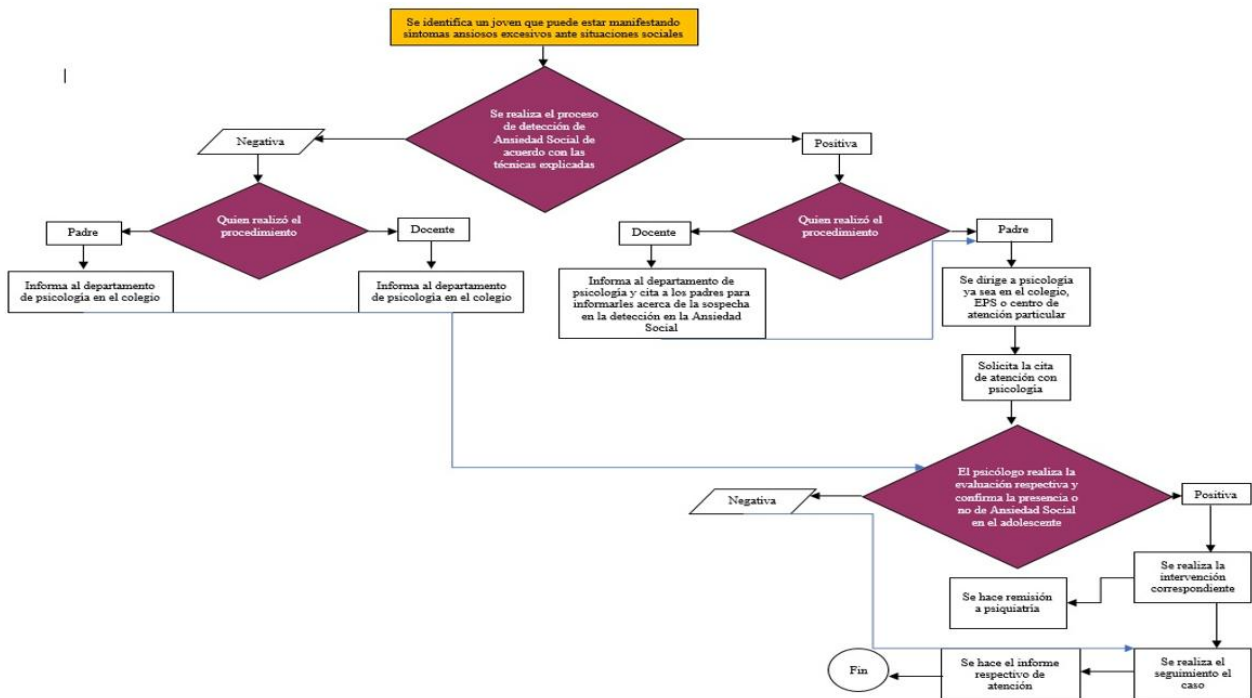 Se identifica un joven que puede estar manifestando
síntomas ansiosos excesivos ante situaciones sociales
Se realiza el proceso
de detección de
Ansiedad Social de
acuerdo con las
técnicas explicadas
Negativa
Positiva
Quien realizó el
procedimiento
Quien realizó el
procedimiento
Padre
Docente
Docente
Padre
Informa al departamento
de psicología en el colegio
Informa al departamento
de psicología en el colegio
Informa al departamento de
psicología y cita a los padres para
informarles acerca de la sospecha
en la detección en la Ansiedad
Social
Se dirige a psicología
ya sea en el colegio,
EPS o centro de
atención particular
Solicita la cita
de atención con
psicología
El psicólogo realiza la
evaluación respectiva y
confirma la presencia o
no de Ansiedad Social
en el adolescente
Negativa
Positiva
Se realiza la
intervención
correspondiente
Se hace remisión
a psiquiatría
Fin
Se hace el informe
respectivo de
atención
Se realiza el
seguimiento el
caso